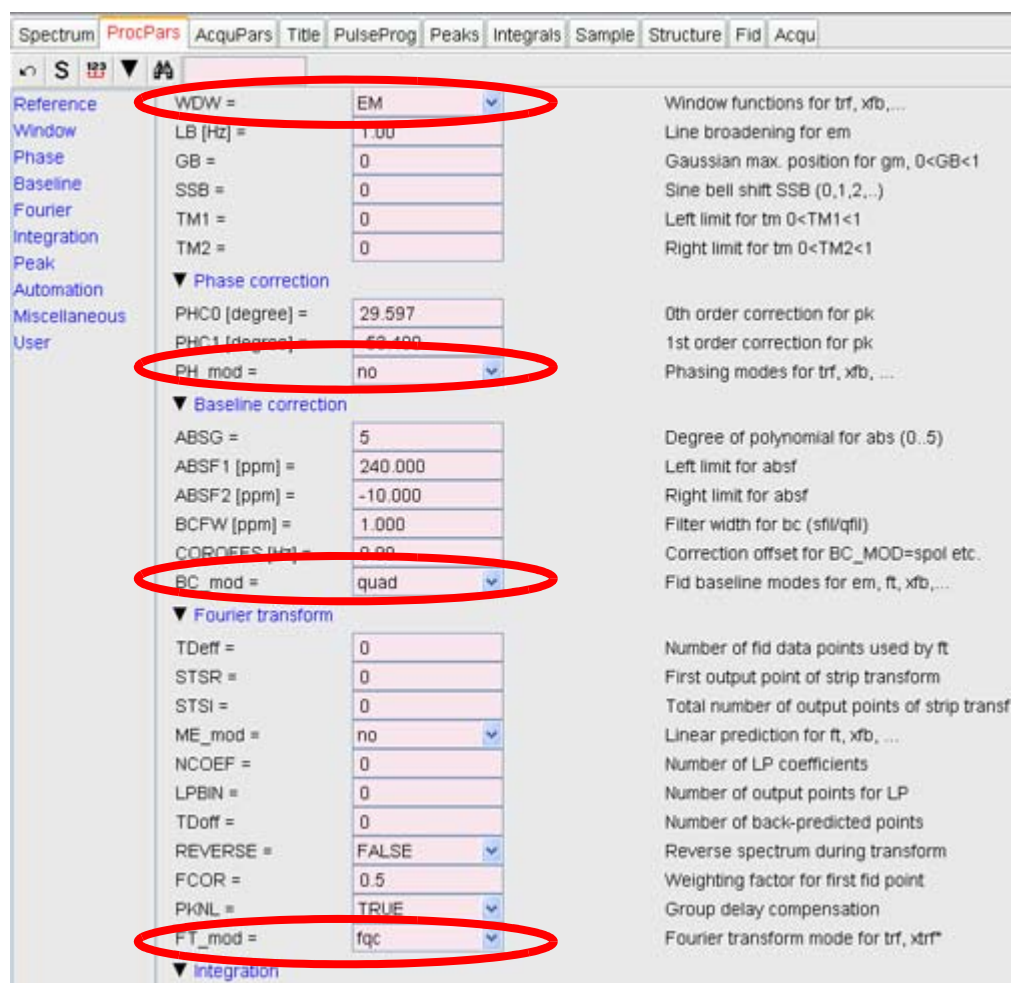 Spectrum ProcPars AcquPars Title PulseProg Peaks Integrals Sample Structure Fid Acqu
S 123
Reference
Window
Phase
Baseline
Fourier
Integration
Peak
Automation
Miscellaneous
User
WDW = EM Window functions for trf, xfb,...
LB [Hz] = 1.00 Line broadening for em
GB = 0 Gaussian max. position for gm, 0<GB<1
SSB = 0 Sine bell shift SSB (0,1,2,..)
TM1 = 0 Left limit for tm 0<TM1<1
TM2 = 0 Right limit for tm 0<TM2<1
▼ Phase correction
PHC0 [degree] = 29.597 0th order correction for pk
PHC1 [degree] = 1st order correction for pk
PH_mod = no Phasing modes for trf, xfb, ...
▼ Baseline correction
ABSG = 5 Degree of polynomial for abs (0..5)
ABSF1 [ppm] = 240.000 Left limit for absf
ABSF2 [ppm] = -10.000 Right limit for absf
BCFW [ppm] = 1.000 Filter width for bc (sfil/qfil)
COROFFS [Hz] = 0.00 Correction offset for BC_MOD=spol etc.
BC_mod = quad Fid baseline modes for em, ft, xfb,...
▼ Fourier transform
TDeff = 0 Number of fid data points used by ft
STSR = 0 First output point of strip transform
STSI = 0 Total number of output points of strip transf
ME_mod = no Linear prediction for ft, xfb, ...
NCOEF = 0 Number of LP coefficients
LPBIN = 0 Number of output points for LP
TDoff = 0 Number of back-predicted points
REVERSE = FALSE Reverse spectrum during transform
FCOR = 0.5 Weighting factor for first fid point
PKNL = TRUE Group delay compensation
FT_mod = fqc Fourier transform mode for trf, xtrf*
▼ Integration